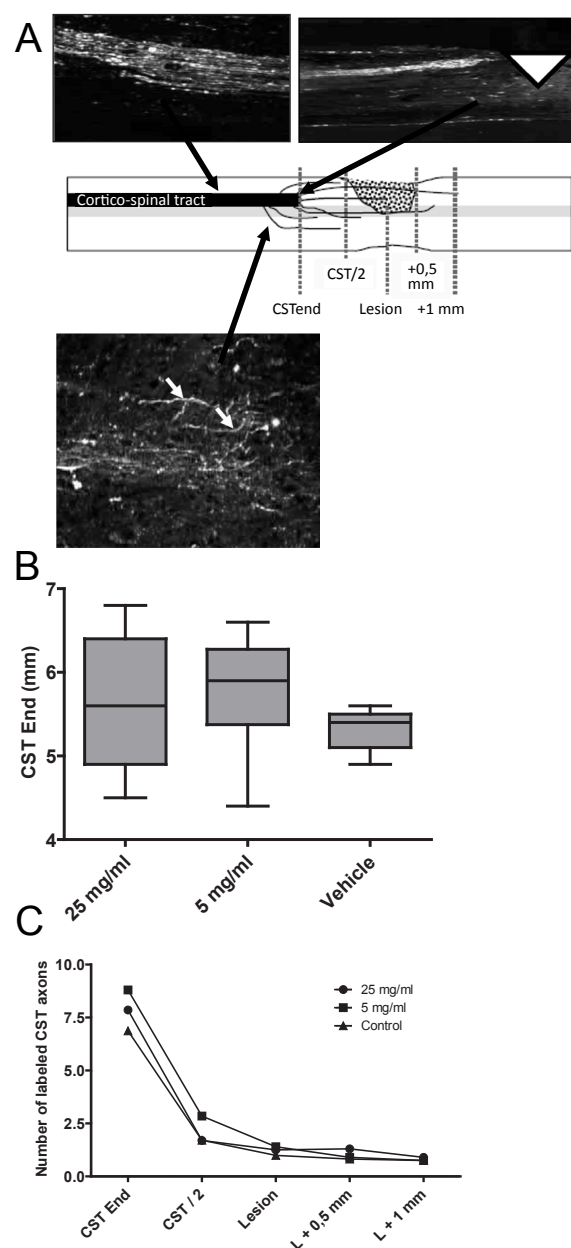 A
Cortico-spinal tract
CST/2
+0,5
mm
CSTend
Lesion
+1 mm
B
CST End (mm)
7
6
5
4
25 mg/ml
5 mg/ml
Vehicle
C
Number of labeled CST axons
10.0
7.5
5.0
2.5
0.0
25 mg/ml
5 mg/ml
Control
CST End
CST / 2
Lesion
L + 0,5 mm
L + 1 mm